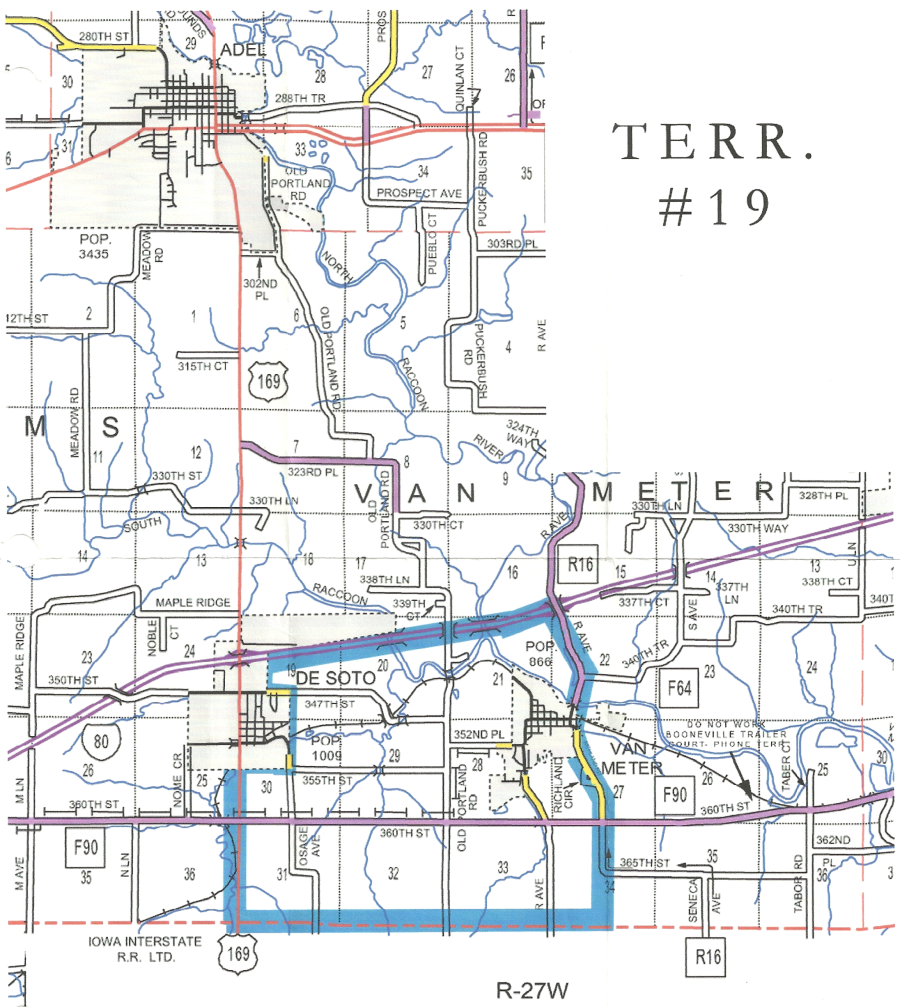 280TH ST
29
ADEL
30
28
27
26
QUINLAN CT
288TH TR
31
33
34
35
OLD
PORTLAND
RD
PROSPECT AVE
PUCKERBUSH RD
PUEBLO CT
303RD PL
POP.
3435
MEADOW
RD
302ND
PL
NORTH
TERR.
#19
2
1
6
5
4
R AVE
12TH ST
315TH CT
169
OLD PORTLAND RD
RACCOON
PUCKERBUSH
RD
MEADOW RD
M S
324TH
WAY
RIVER
11
12
7
8
9
323RD PL
330TH ST
330TH LN
VAN METER
OLD
PORTLAND RD
330TH CT
R AVE
330TH LN
330TH WAY
328TH PL
SOUTH
14
13
18
17
16
R16
15
14
13
U LN
338TH LN
RACCOON
339TH
CT
337TH CT
337TH
LN
338TH CT
340TH TR
340T
S AVE
MAPLE RIDGE
MAPLE RIDGE
NOBLE
CT
23
24
19
20
21
22
23
24
R AVE
340TH TR
POP.
866
F64
350TH ST
DE SOTO
347TH ST
80
POP.
1009
352ND PL
VAN
METER
DO NOT WORK
BOONEVILLE TRAILER
COURT- PHONE TERR
TABER CT
26
25
30
29
28
27
26
25
30
NOME CR
355TH ST
OLD PORTLAND
RD
RICHLAND
CIR
F90
360TH ST
M LN
360TH ST
360TH ST
F90
OSAGE
AVE
362ND
PL
365TH ST
M AVE
35
N LN
36
31
32
33
R AVE
34
35
36
SENECA
AVE
TABOR RD
IOWA INTERSTATE
R.R. LTD.
169
R16
R-27W